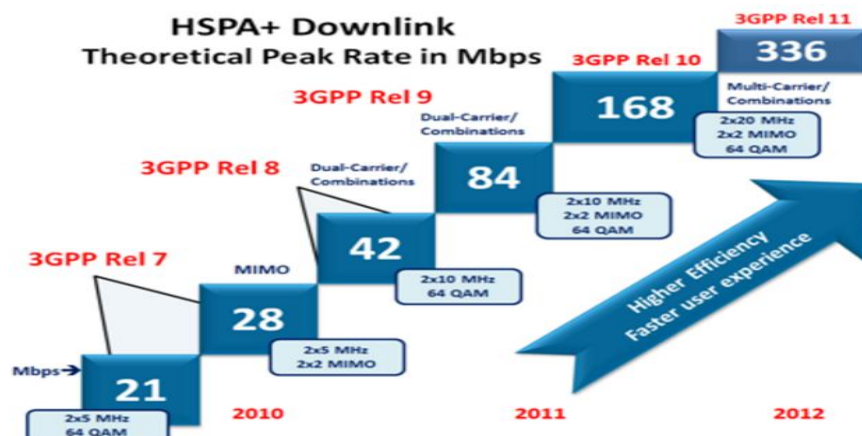 HSPA+ Downlink
Theoretical Peak Rate in Mbps
3GPP Rel 11
336
3GPP Rel 10
168
Multi-Carrier/
Combinations
2x20 MHz
2x2 MIMO
64 QAM
3GPP Rel 9
Dual-Carrier/
Combinations
84
2x10 MHz
2x2 MIMO
64 QAM
3GPP Rel 8
Dual-Carrier/
Combinations
42
2x10 MHz
64 QAM
3GPP Rel 7
MIMO
28
2x5 MHz
2x2 MIMO
Mbps→
21
2x5 MHz
64 QAM
Higher Efficiency
Faster user experience
2010
2011
2012